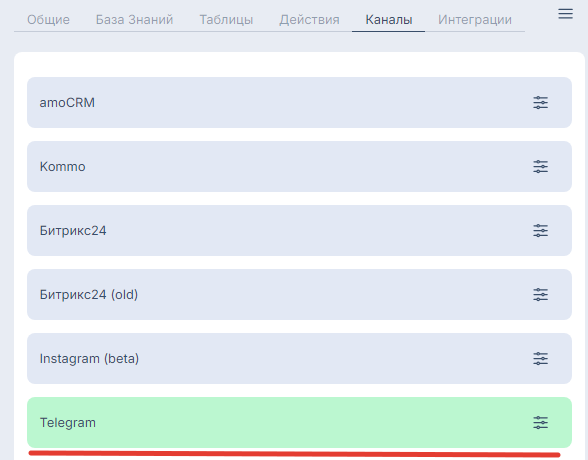 Общие База Знаний Таблицы Действия Каналы Интеграции
amoCRM
Kommo
Битрикс24
Битрикс24 (old)
Instagram (beta)
Telegram